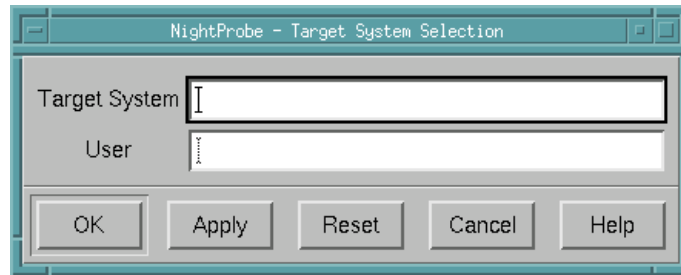 NightProbe - Target System Selection
Target System
User
OK Apply Reset Cancel Help